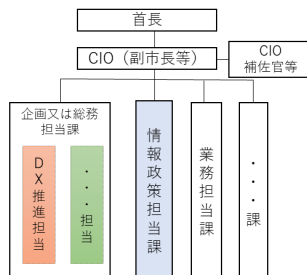 首長
CIO（副市長等）
CIO
補佐官等
企画又は総務
担当課
DX推進担当
・・・担当
情報政策担当課
業務担当課
・・・課